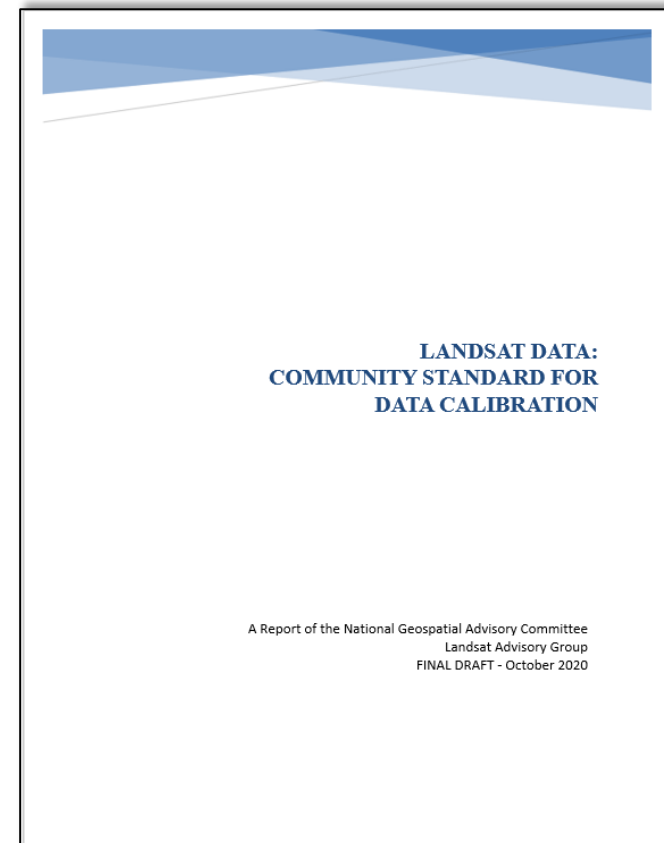 LANDSAT DATA:
COMMUNITY STANDARD FOR
DATA CALIBRATION
A Report of the National Geospatial Advisory Committee
Landsat Advisory Group
FINAL DRAFT - October 2020